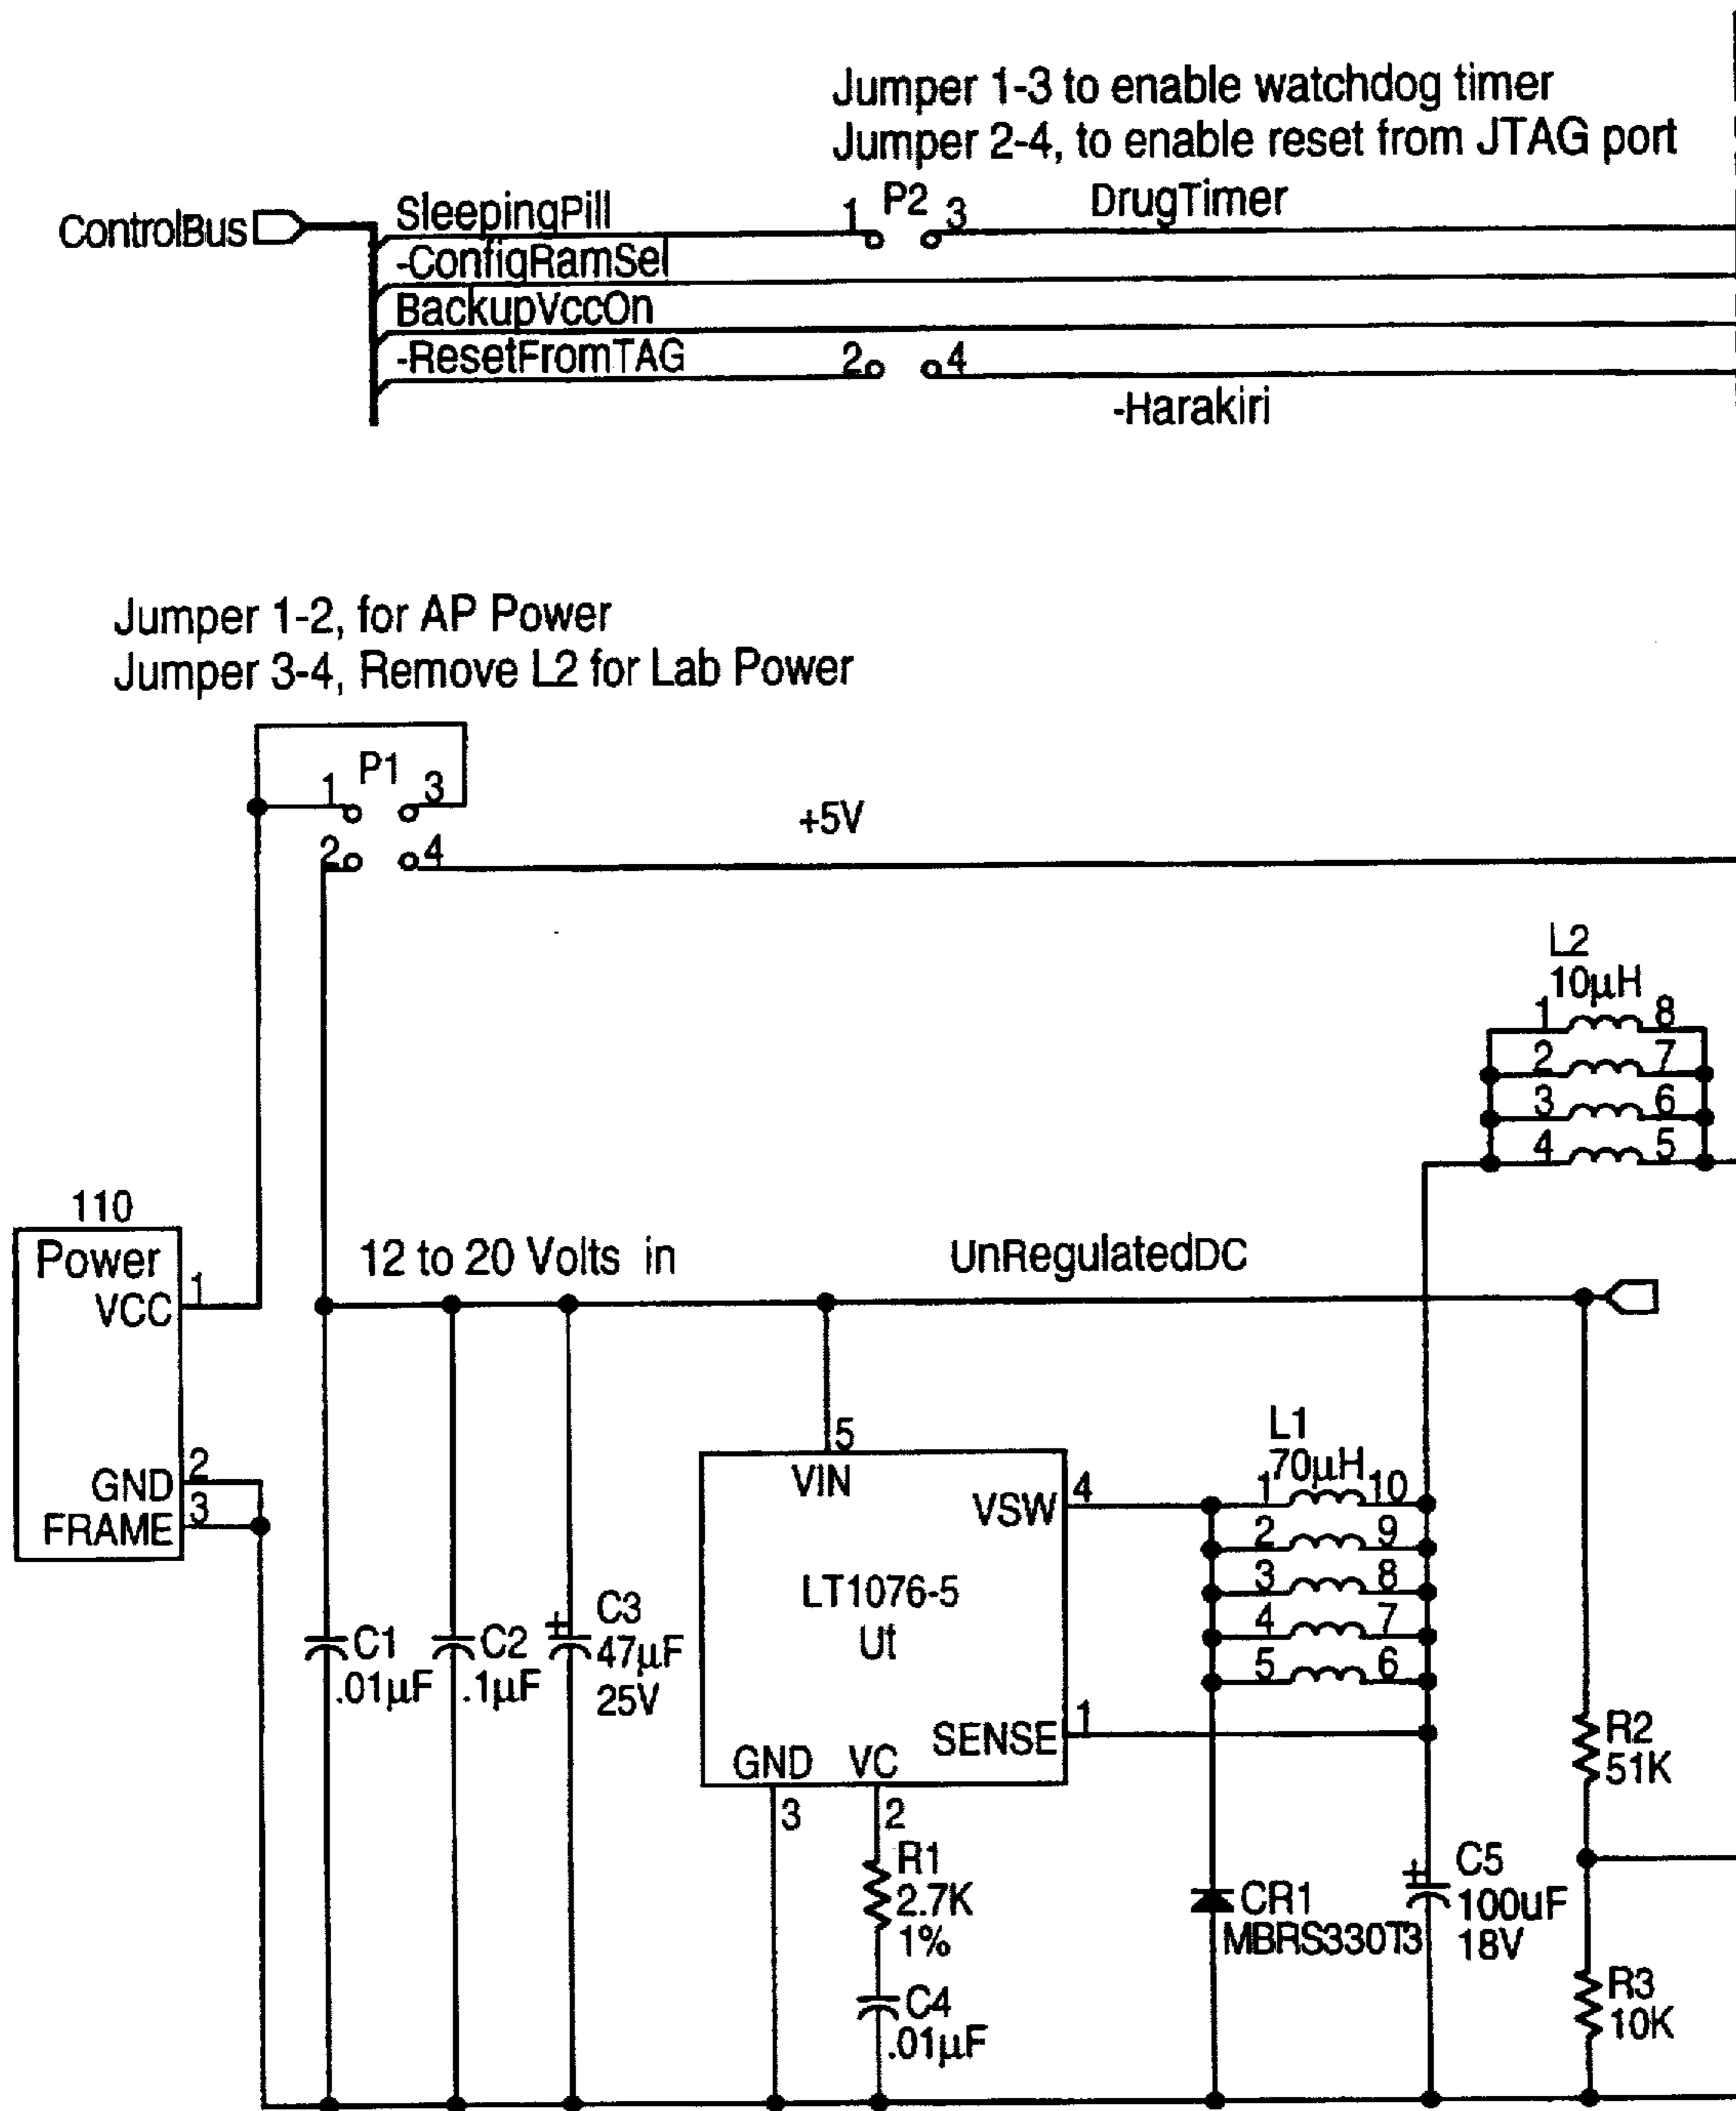 Jumper 1-3 to enable watchdog timer
Jumper 2-4, to enable reset from JTAG port
ControlBus
SleepingPill
1 P2 3
DrugTimer
-ConfigRamSel
BackupVccOn
-ResetFromTAG
2 4
-Harakiri
Jumper 1-2, for AP Power
Jumper 3-4, Remove L2 for Lab Power
1 P1 3
2 4
+5V
L2
10µH
1 8
2 7
3 6
4 5
110
Power
VCC 1
GND 2
FRAME 3
12 to 20 Volts in
UnRegulatedDC
5
VIN
VSW 4
LT1076-5
Ut
SENSE 1
GND VC
3 2
L1
70µH
1 10
2 9
3 8
4 7
5 6
C1
.01µF
C2
.1µF
+ C3
47µF
25V
R1
2.7K
1%
C4
.01µF
CR1
MBRS330T3
+ C5
100uF
18V
R2
51K
R3
10K